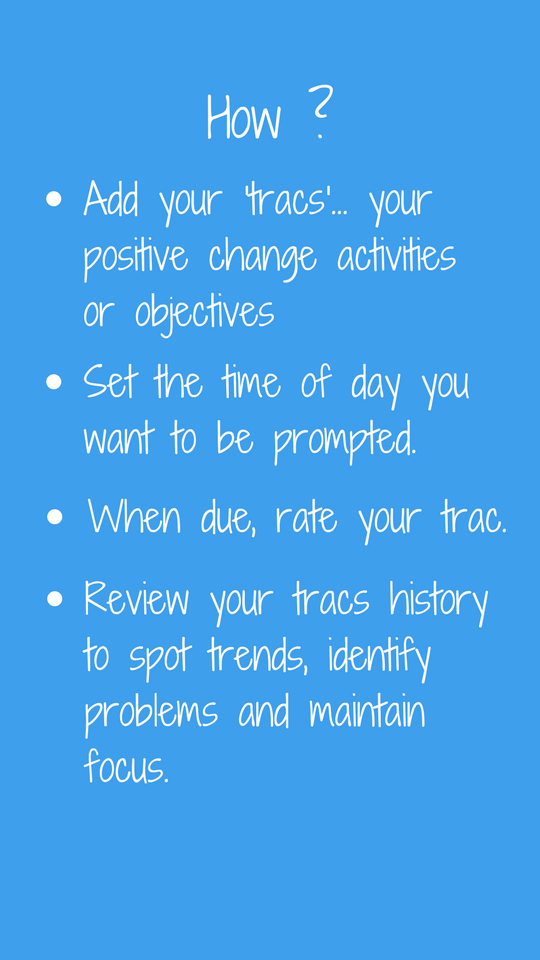 How ?
• Add your 'tracs'... your
positive change activities
or objectives
• Set the time of day you
want to be prompted.
• When due, rate your trac.
• Review your tracs history
to spot trends, identify
problems and maintain
focus.